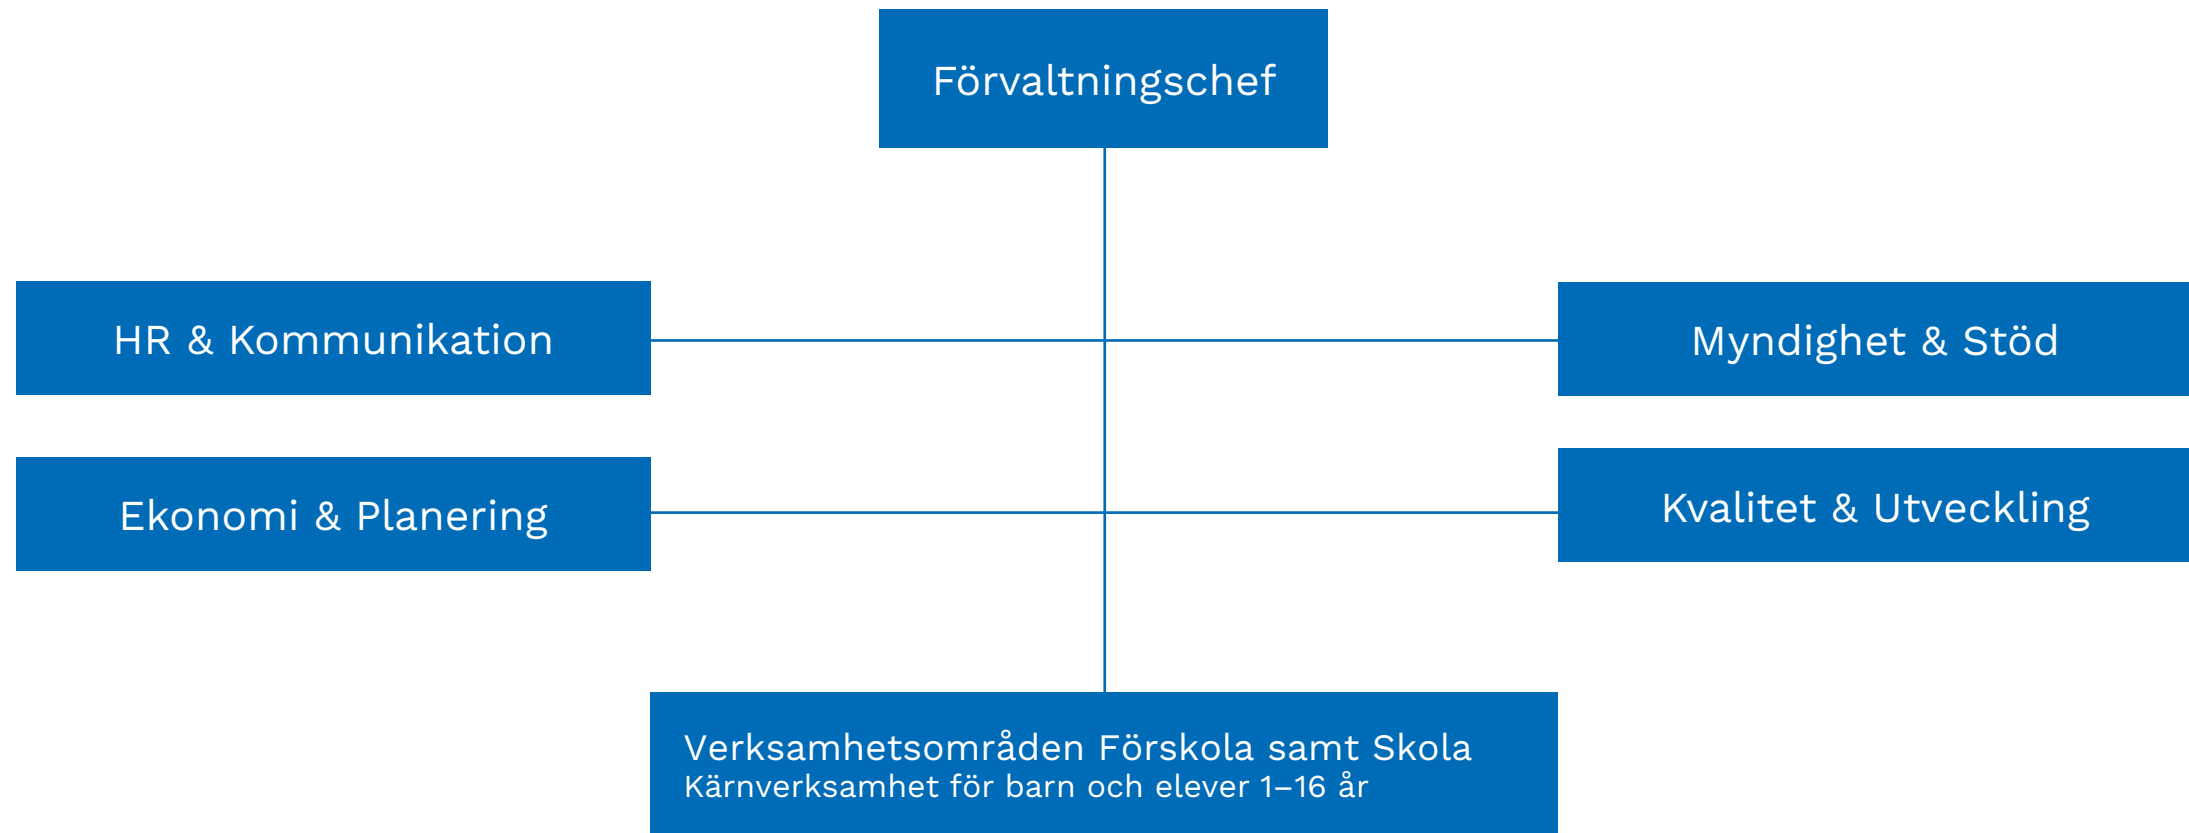 Förvaltningschef
HR & Kommunikation
Myndighet & Stöd
Ekonomi & Planering
Kvalitet & Utveckling
Verksamhetsområden Förskola samt Skola
Kärnverksamhet för barn och elever 1–16 år